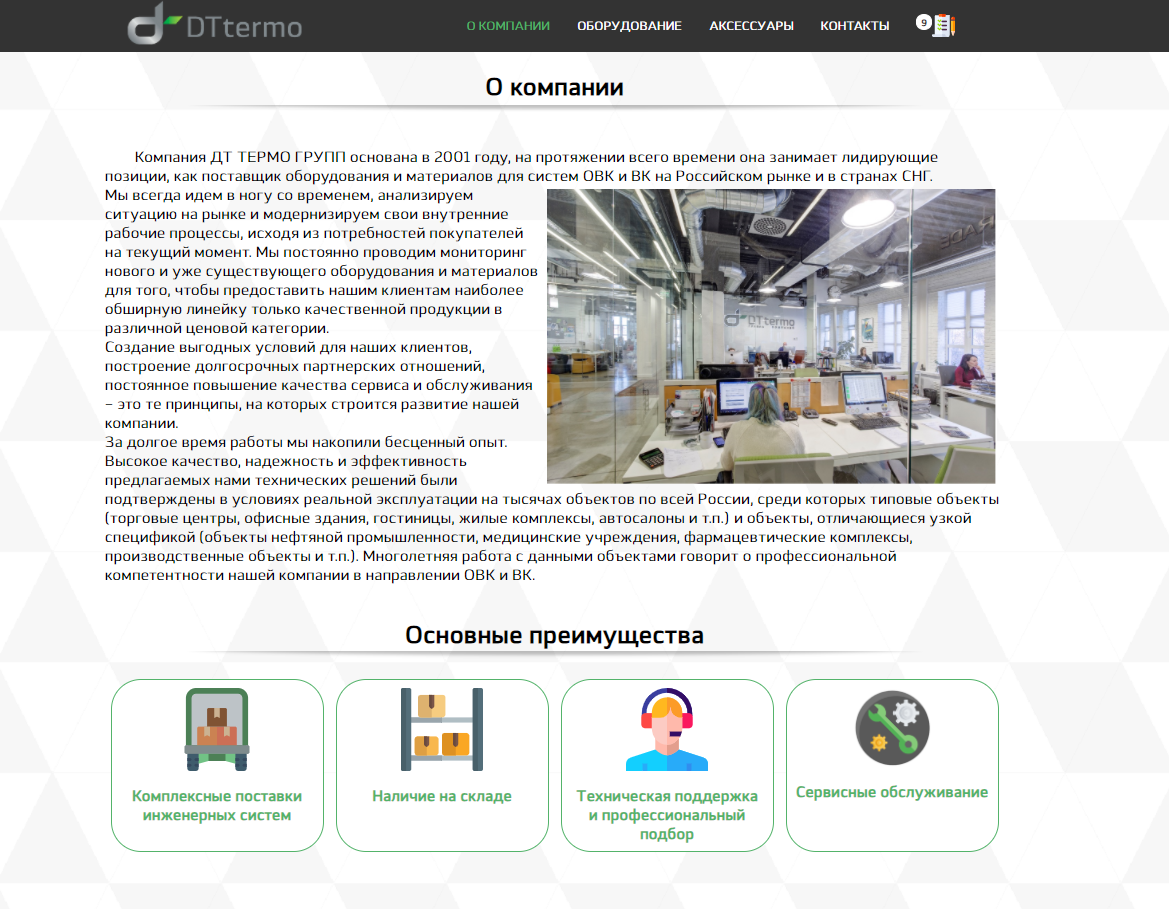 DTtermo
О КОМПАНИИ
ОБОРУДОВАНИЕ
АКСЕССУАРЫ
КОНТАКТЫ
9
О компании
Компания ДТ ТЕРМО ГРУПП основана в 2001 году, на протяжении всего времени она занимает лидирующие
позиции, как поставщик оборудования и материалов для систем ОВК и ВК на Российском рынке и в странах СНГ.
Мы всегда идем в ногу со временем, анализируем
ситуацию на рынке и модернизируем свои внутренние
рабочие процессы, исходя из потребностей покупателей
на текущий момент. Мы постоянно проводим мониторинг
нового и уже существующего оборудования и материалов
для того, чтобы предоставить нашим клиентам наиболее
обширную линейку только качественной продукции в
различной ценовой категории.
Создание выгодных условий для наших клиентов,
построение долгосрочных партнерских отношений,
постоянное повышение качества сервиса и обслуживания
– это те принципы, на которых строится развитие нашей
компании.
За долгое время работы мы накопили бесценный опыт.
Высокое качество, надежность и эффективность
предлагаемых нами технических решений были
DTtermo
подтверждены в условиях реальной эксплуатации на тысячах объектов по всей России, среди которых типовые объекты
(торговые центры, офисные здания, гостиницы, жилые комплексы, автосалоны и т.п.) и объекты, отличающиеся узкой
спецификой (объекты нефтяной промышленности, медицинские учреждения, фармацевтические комплексы,
производственные объекты и т.п.). Многолетняя работа с данными объектами говорит о профессиональной
компетентности нашей компании в направлении ОВК и ВК.
Основные преимущества
Комплексные поставки
инженерных систем
Наличие на складе
Техническая поддержка
и профессиональный
подбор
Сервисные обслуживание